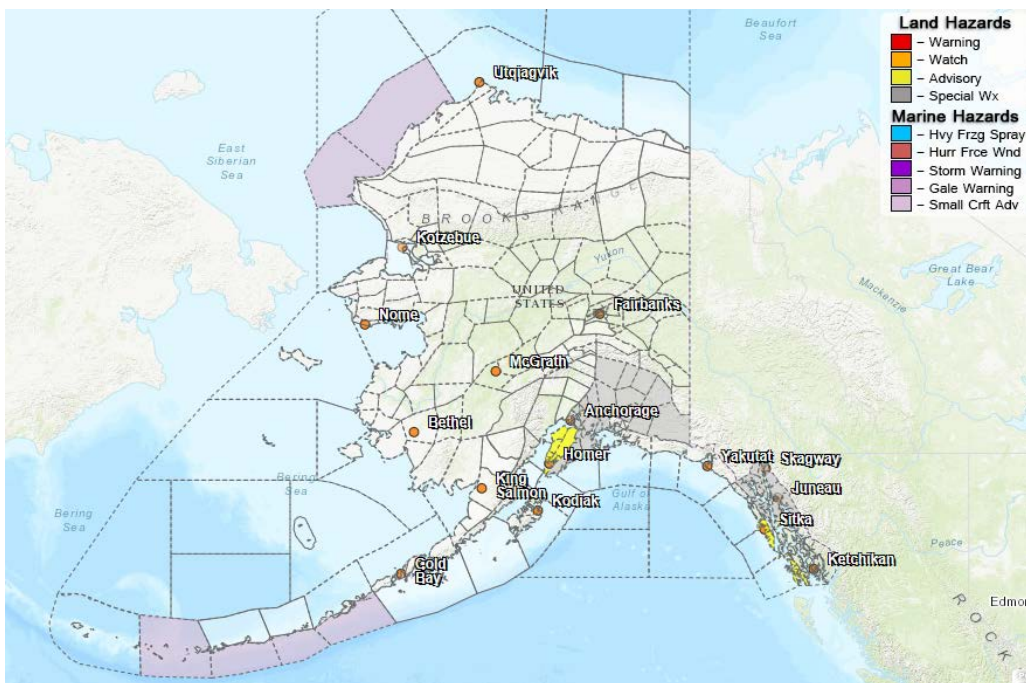 Beaufort
Sea
Land Hazards
– Warning
– Watch
– Advisory
– Special Wx
Marine Hazards
– Hvy Frzg Spray
– Hurr Frce Wnd
– Storm Warning
– Gale Warning
– Small Crft Adv
Utqiagvik
East
Siberian
Sea
BROOKS RANGE
Kotzebue
Yukon
Great Bear
Lake
Mackenzie
UNITED
STATES
Fairbanks
Nome
McGrath
Anchorage
Bethel
Homer
Yakutat
Skagway
King
Salmon
Bering
Sea
Juneau
Kodiak
Gulf of
Alaska
Bering
Sea
Sitka
Peace
Ketchikan
Cold
Bay
Edmo
ROCK